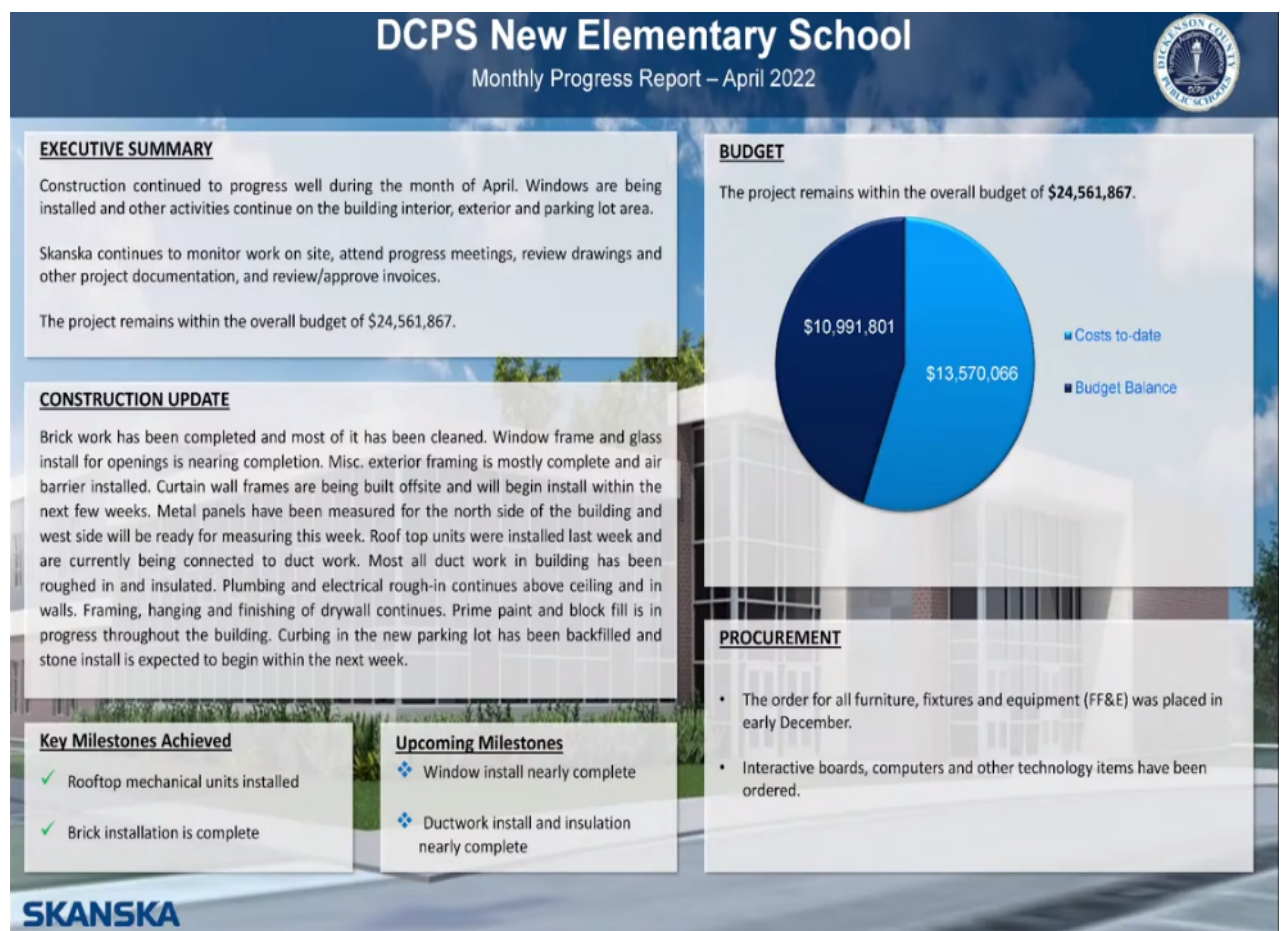 DCPS New Elementary School
Monthly Progress Report – April 2022
DICKENSON COUNTY
PUBLIC SCHOOLS
DCPS
EXECUTIVE SUMMARY
Construction continued to progress well during the month of April. Windows are being
installed and other activities continue on the building interior, exterior and parking lot area.
Skanska continues to monitor work on site, attend progress meetings, review drawings and
other project documentation, and review/approve invoices.
The project remains within the overall budget of $24,561,867.
CONSTRUCTION UPDATE
Brick work has been completed and most of it has been cleaned. Window frame and glass
install for openings is nearing completion. Misc. exterior framing is mostly complete and air
barrier installed. Curtain wall frames are being built offsite and will begin install within the
next few weeks. Metal panels have been measured for the north side of the building and
west side will be ready for measuring this week. Roof top units were installed last week and
are currently being connected to duct work. Most all duct work in building has been
roughed in and insulated. Plumbing and electrical rough-in continues above ceiling and in
walls. Framing, hanging and finishing of drywall continues. Prime paint and block fill is in
progress throughout the building. Curbing in the new parking lot has been backfilled and
stone install is expected to begin within the next week.
Key Milestones Achieved
✓ Rooftop mechanical units installed
✓ Brick installation is complete
Upcoming Milestones
❖ Window install nearly complete
❖ Ductwork install and insulation
nearly complete
BUDGET
The project remains within the overall budget of $24,561,867.
$10,991,801
$13,570,066
Costs to-date
Budget Balance
PROCUREMENT
• The order for all furniture, fixtures and equipment (FF&E) was placed in
early December.
• Interactive boards, computers and other technology items have been
ordered.
SKANSKA